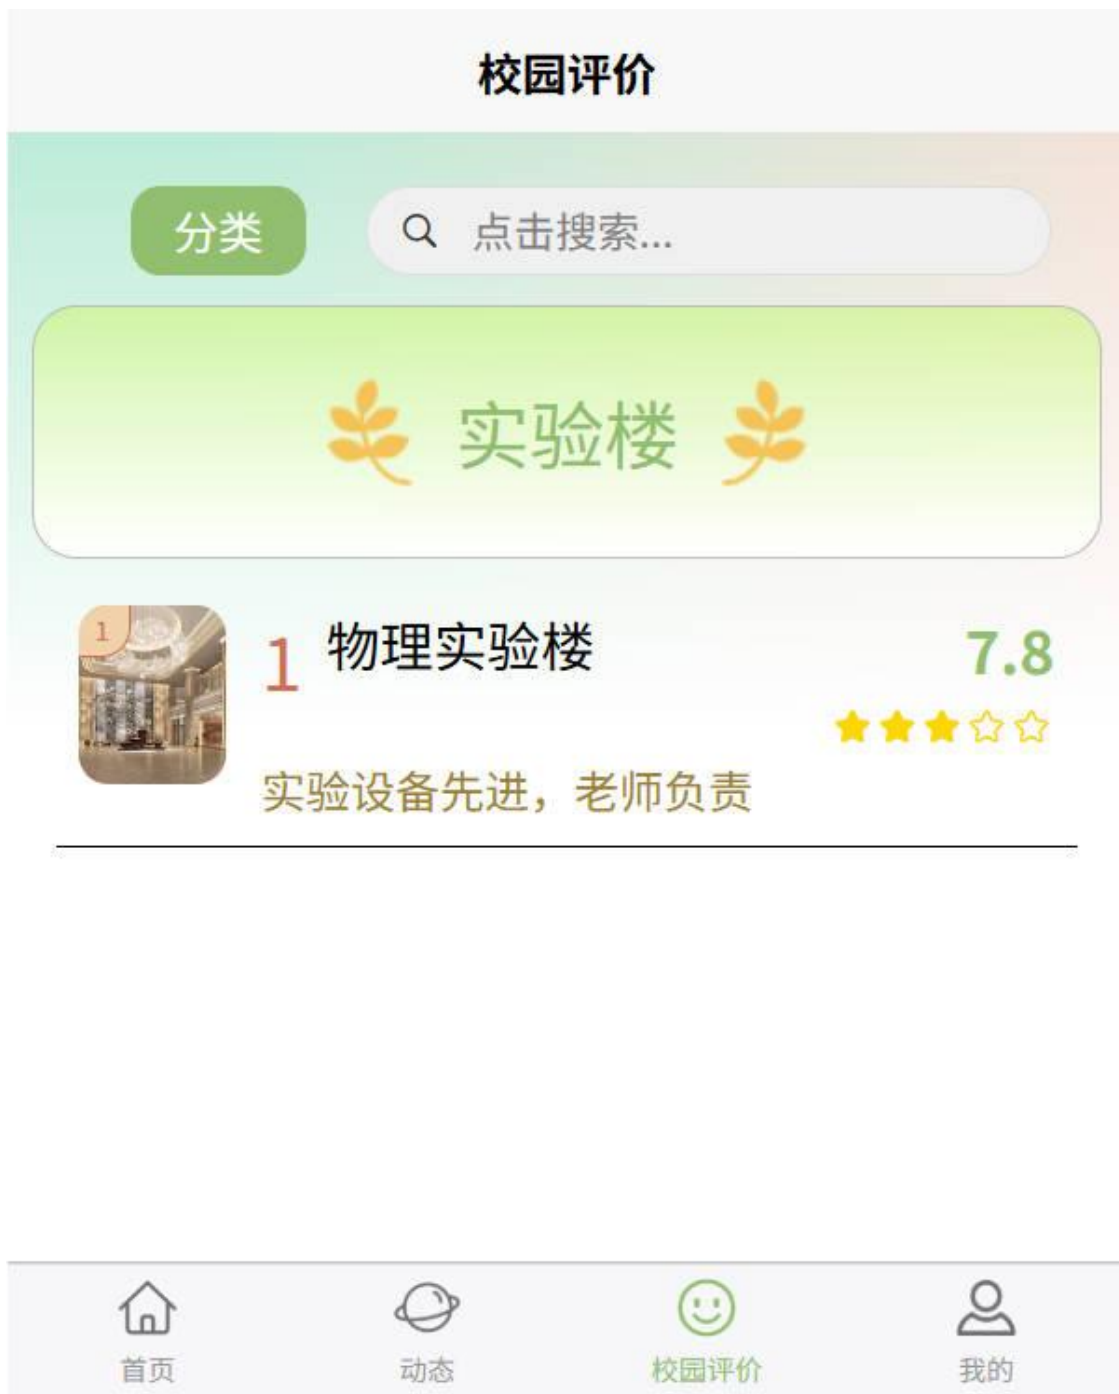 校园评价
分类
点击搜索...
实验楼
1
1 物理实验楼
7.8
实验设备先进，老师负责
首页
动态
校园评价
我的